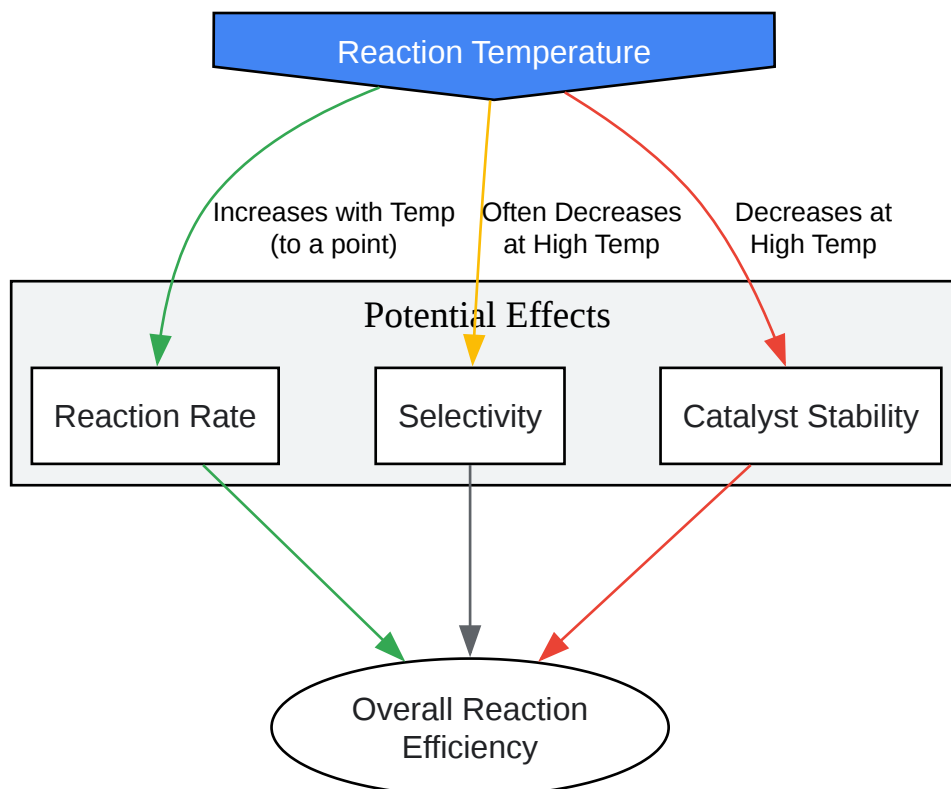 Reaction Temperature
Increases with Temp
(to a point)
Often Decreases
at High Temp
Decreases at
High Temp
Potential Effects
Reaction Rate
Selectivity
Catalyst Stability
Overall Reaction
Efficiency